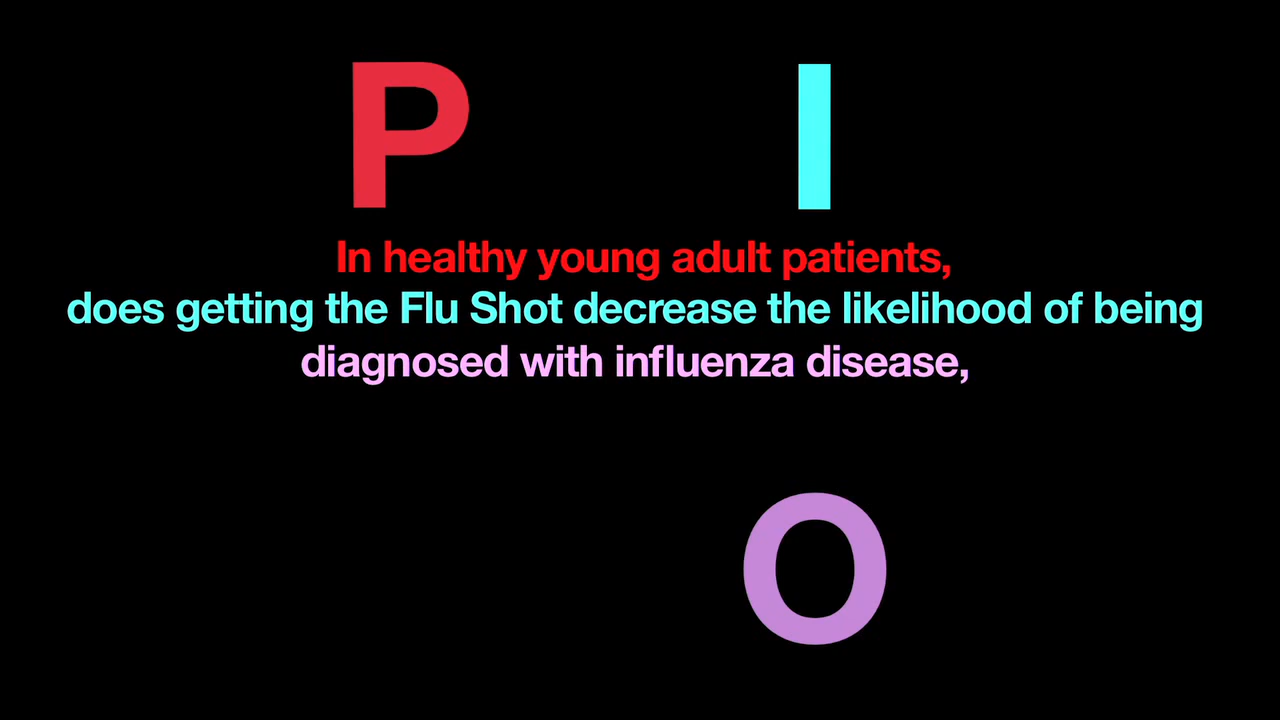 P I
In healthy young adult patients,
does getting the Flu Shot decrease the likelihood of being
diagnosed with influenza disease,
O